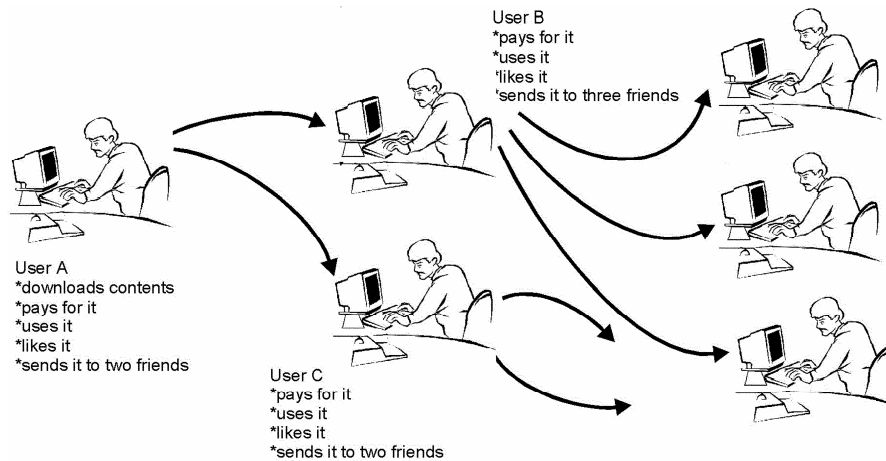 User A
*downloads contents
*pays for it
*uses it
*likes it
*sends it to two friends
User B
*pays for it
*uses it
'likes it
'sends it to three friends
User C
*pays for it
*uses it
*likes it
*sends it to two friends